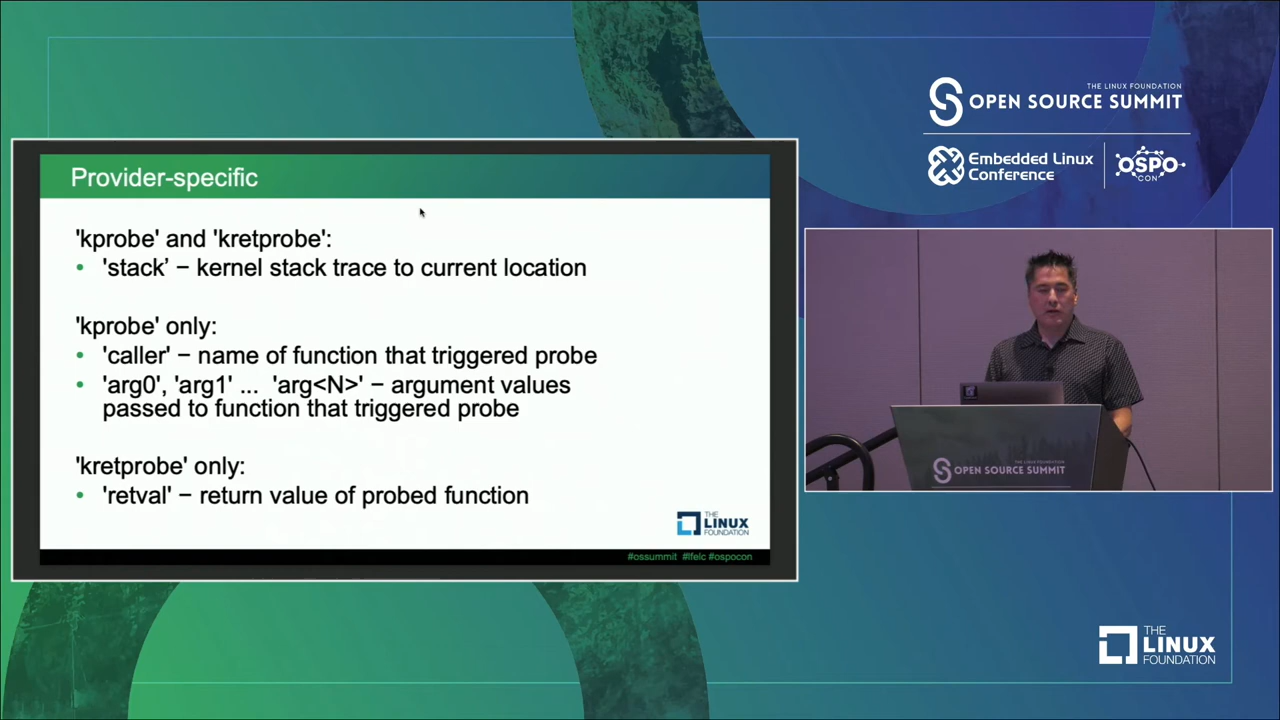 THE LINUX FOUNDATION
OPEN SOURCE SUMMIT
Embedded Linux
Conference
OSPO
CON
Provider-specific
'kprobe' and 'kretprobe':
• 'stack’ – kernel stack trace to current location
'kprobe' only:
• 'caller' – name of function that triggered probe
• 'arg0', 'arg1' ... 'arg<N>' – argument values
passed to function that triggered probe
'kretprobe' only:
• 'retval' – return value of probed function
THE
LINUX
FOUNDATION
#ossummit #lfelc #ospocon
THE LINUX FOUNDATION
OPEN SOURCE SUMMIT
THE
LINUX
FOUNDATION